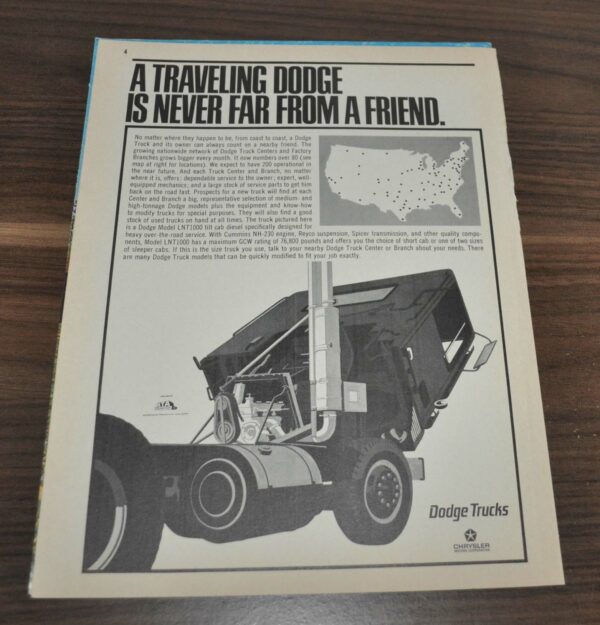 4
A TRAVELING DODGE
IS NEVER FAR FROM A FRIEND.
No matter where they happen to be, from coast to coast, a Dodge
Truck and its owner can always count on a nearby friend. The
growing nationwide network of Dodge Truck Centers and Factory
Branches grows bigger every month. It now numbers over 80 (see
map at right for locations). We expect to have 200 operational in
the near future. And each Truck Center and Branch, no matter
where it is, offers: dependable service to the owner; expert, well-
equipped mechanics; and a large stock of service parts to get him
back on the road fast. Prospects for a new truck will find at each
Center and Branch a big, representative selection of medium- and
high-tonnage Dodge models plus the equipment and know-how
to modify trucks for special purposes. They will also find a good
stock of used trucks on hand at all times. The truck pictured here
is a Dodge Model LNT1000 tilt cab diesel specifically designed for
heavy over-the-road service. With Cummins NH-230 engine, Reyco suspension, Spicer transmission, and other quality compo-
nents, Model LNT1000 has a maximum GCW rating of 76,800 pounds and offers you the choice of short cab or one of two sizes
of sleeper cabs. If this is the size truck you use, talk to your nearby Dodge Truck Center or Branch about your needs. There
are many Dodge Truck models that can be quickly modified to fit your job exactly.
ATA
Dodge Trucks
CHRYSLER
MOTORS CORPORATION